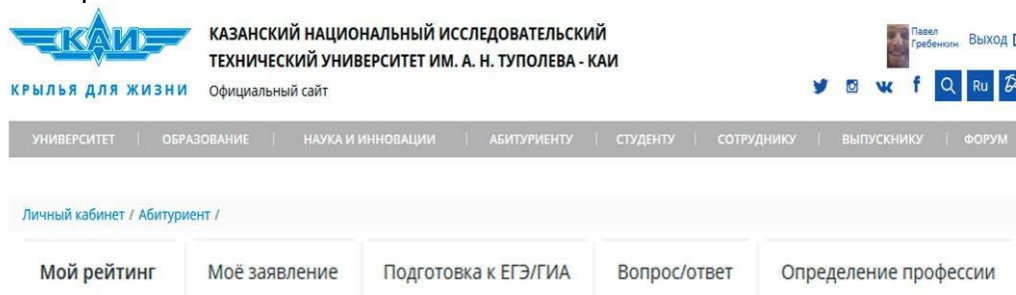 КАИ
КРЫЛЬЯ ДЛЯ ЖИЗНИ
КАЗАНСКИЙ НАЦИОНАЛЬНЫЙ ИССЛЕДОВАТЕЛЬСКИЙ
ТЕХНИЧЕСКИЙ УНИВЕРСИТЕТ ИМ. А. Н. ТУПОЛЕВА - КАИ
Официальный сайт
Павел
Гребенкин
Выход
Ru
УНИВЕРСИТЕТ | ОБРАЗОВАНИЕ | НАУКА И ИННОВАЦИИ | АБИТУРИЕНТУ | СТУДЕНТУ | СОТРУДНИКУ | ВЫПУСКНИКУ | ФОРУМ
Личный кабинет / Абитуриент /
Мой рейтинг Моё заявление Подготовка к ЕГЭ/ГИА Вопрос/ответ Определение профессии